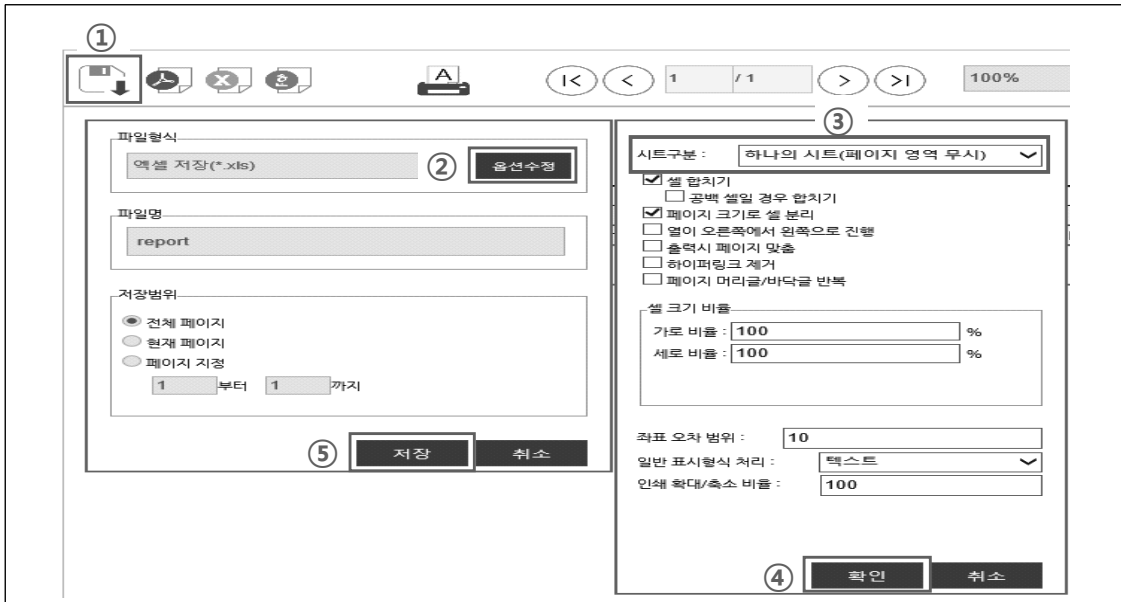 ①
A
1 / 1
100%
파일형식
엑셀 저장(*.xls)
② 옵션수정
파일명
report
저장범위
전체 페이지
현재 페이지
페이지 지정
1 부터 1 까지
⑤ 저장 취소
③
시트구분 : 하나의 시트(페이지 영역 무시)
셀 합치기
공백 셀일 경우 합치기
페이지 크기로 셀 분리
열이 오른쪽에서 왼쪽으로 진행
출력시 페이지 맞춤
하이퍼링크 제거
페이지 머리글/바닥글 반복
셀 크기 비율
가로 비율 : 100 %
세로 비율 : 100 %
좌표 오차 범위 : 10
일반 표시형식 처리 : 텍스트
인쇄 확대/축소 비율 : 100
④ 확인 취소